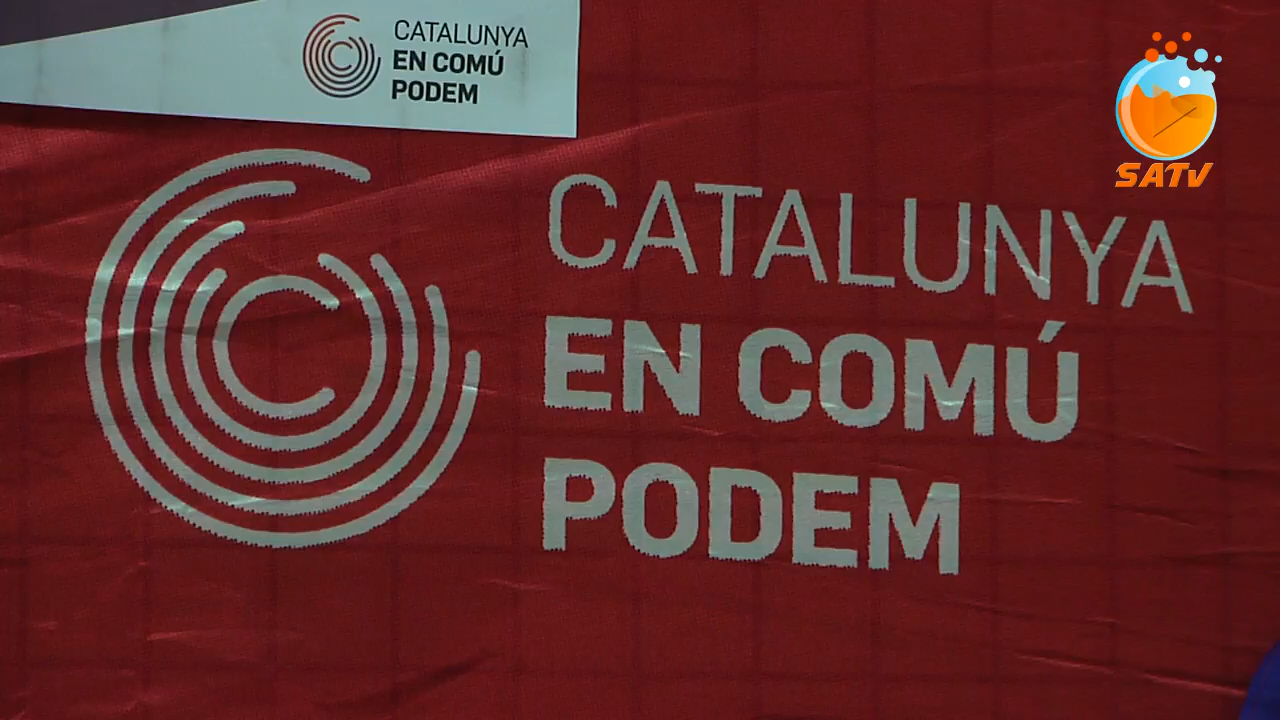 CATALUNYA
EN COMÚ
PODEM
SATV
CATALUNYA
EN COMÚ
PODEM